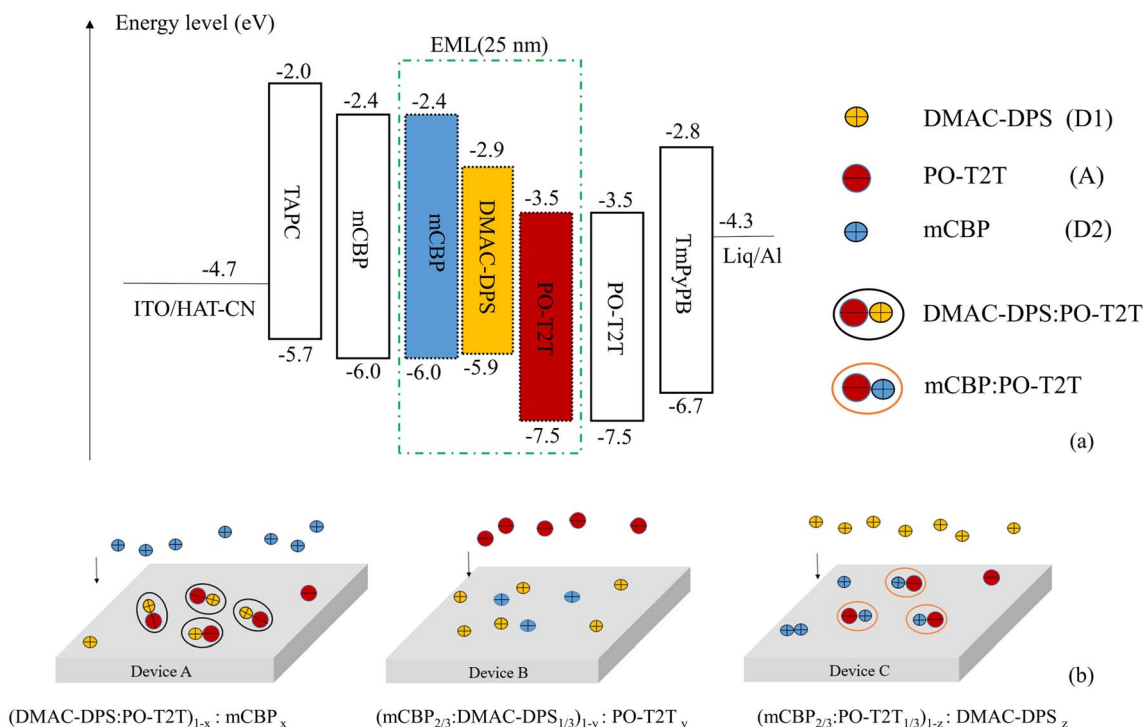 Energy level (eV)
EML(25 nm)
-2.0
-2.4
-2.4
-2.9
-3.5
-3.5
-2.8
-4.3
Liq/Al
-4.7
ITO/HAT-CN
TAPC
mCBP
mCBP
DMAC-DPS
PO-T2T
PO-T2T
TmPyPB
-5.7
-6.0
-6.0
-5.9
-7.5
-7.5
-6.7
DMAC-DPS (D1)
PO-T2T (A)
mCBP (D2)
DMAC-DPS:PO-T2T
mCBP:PO-T2T
(a)
Device A
Device B
Device C
(b)
(DMAC-DPS:PO-T2T)1-x : mCBPx
(mCBP2/3:DMAC-DPS1/3)1-y : PO-T2Ty
(mCBP2/3:PO-T2T1/3)1-z : DMAC-DPSz